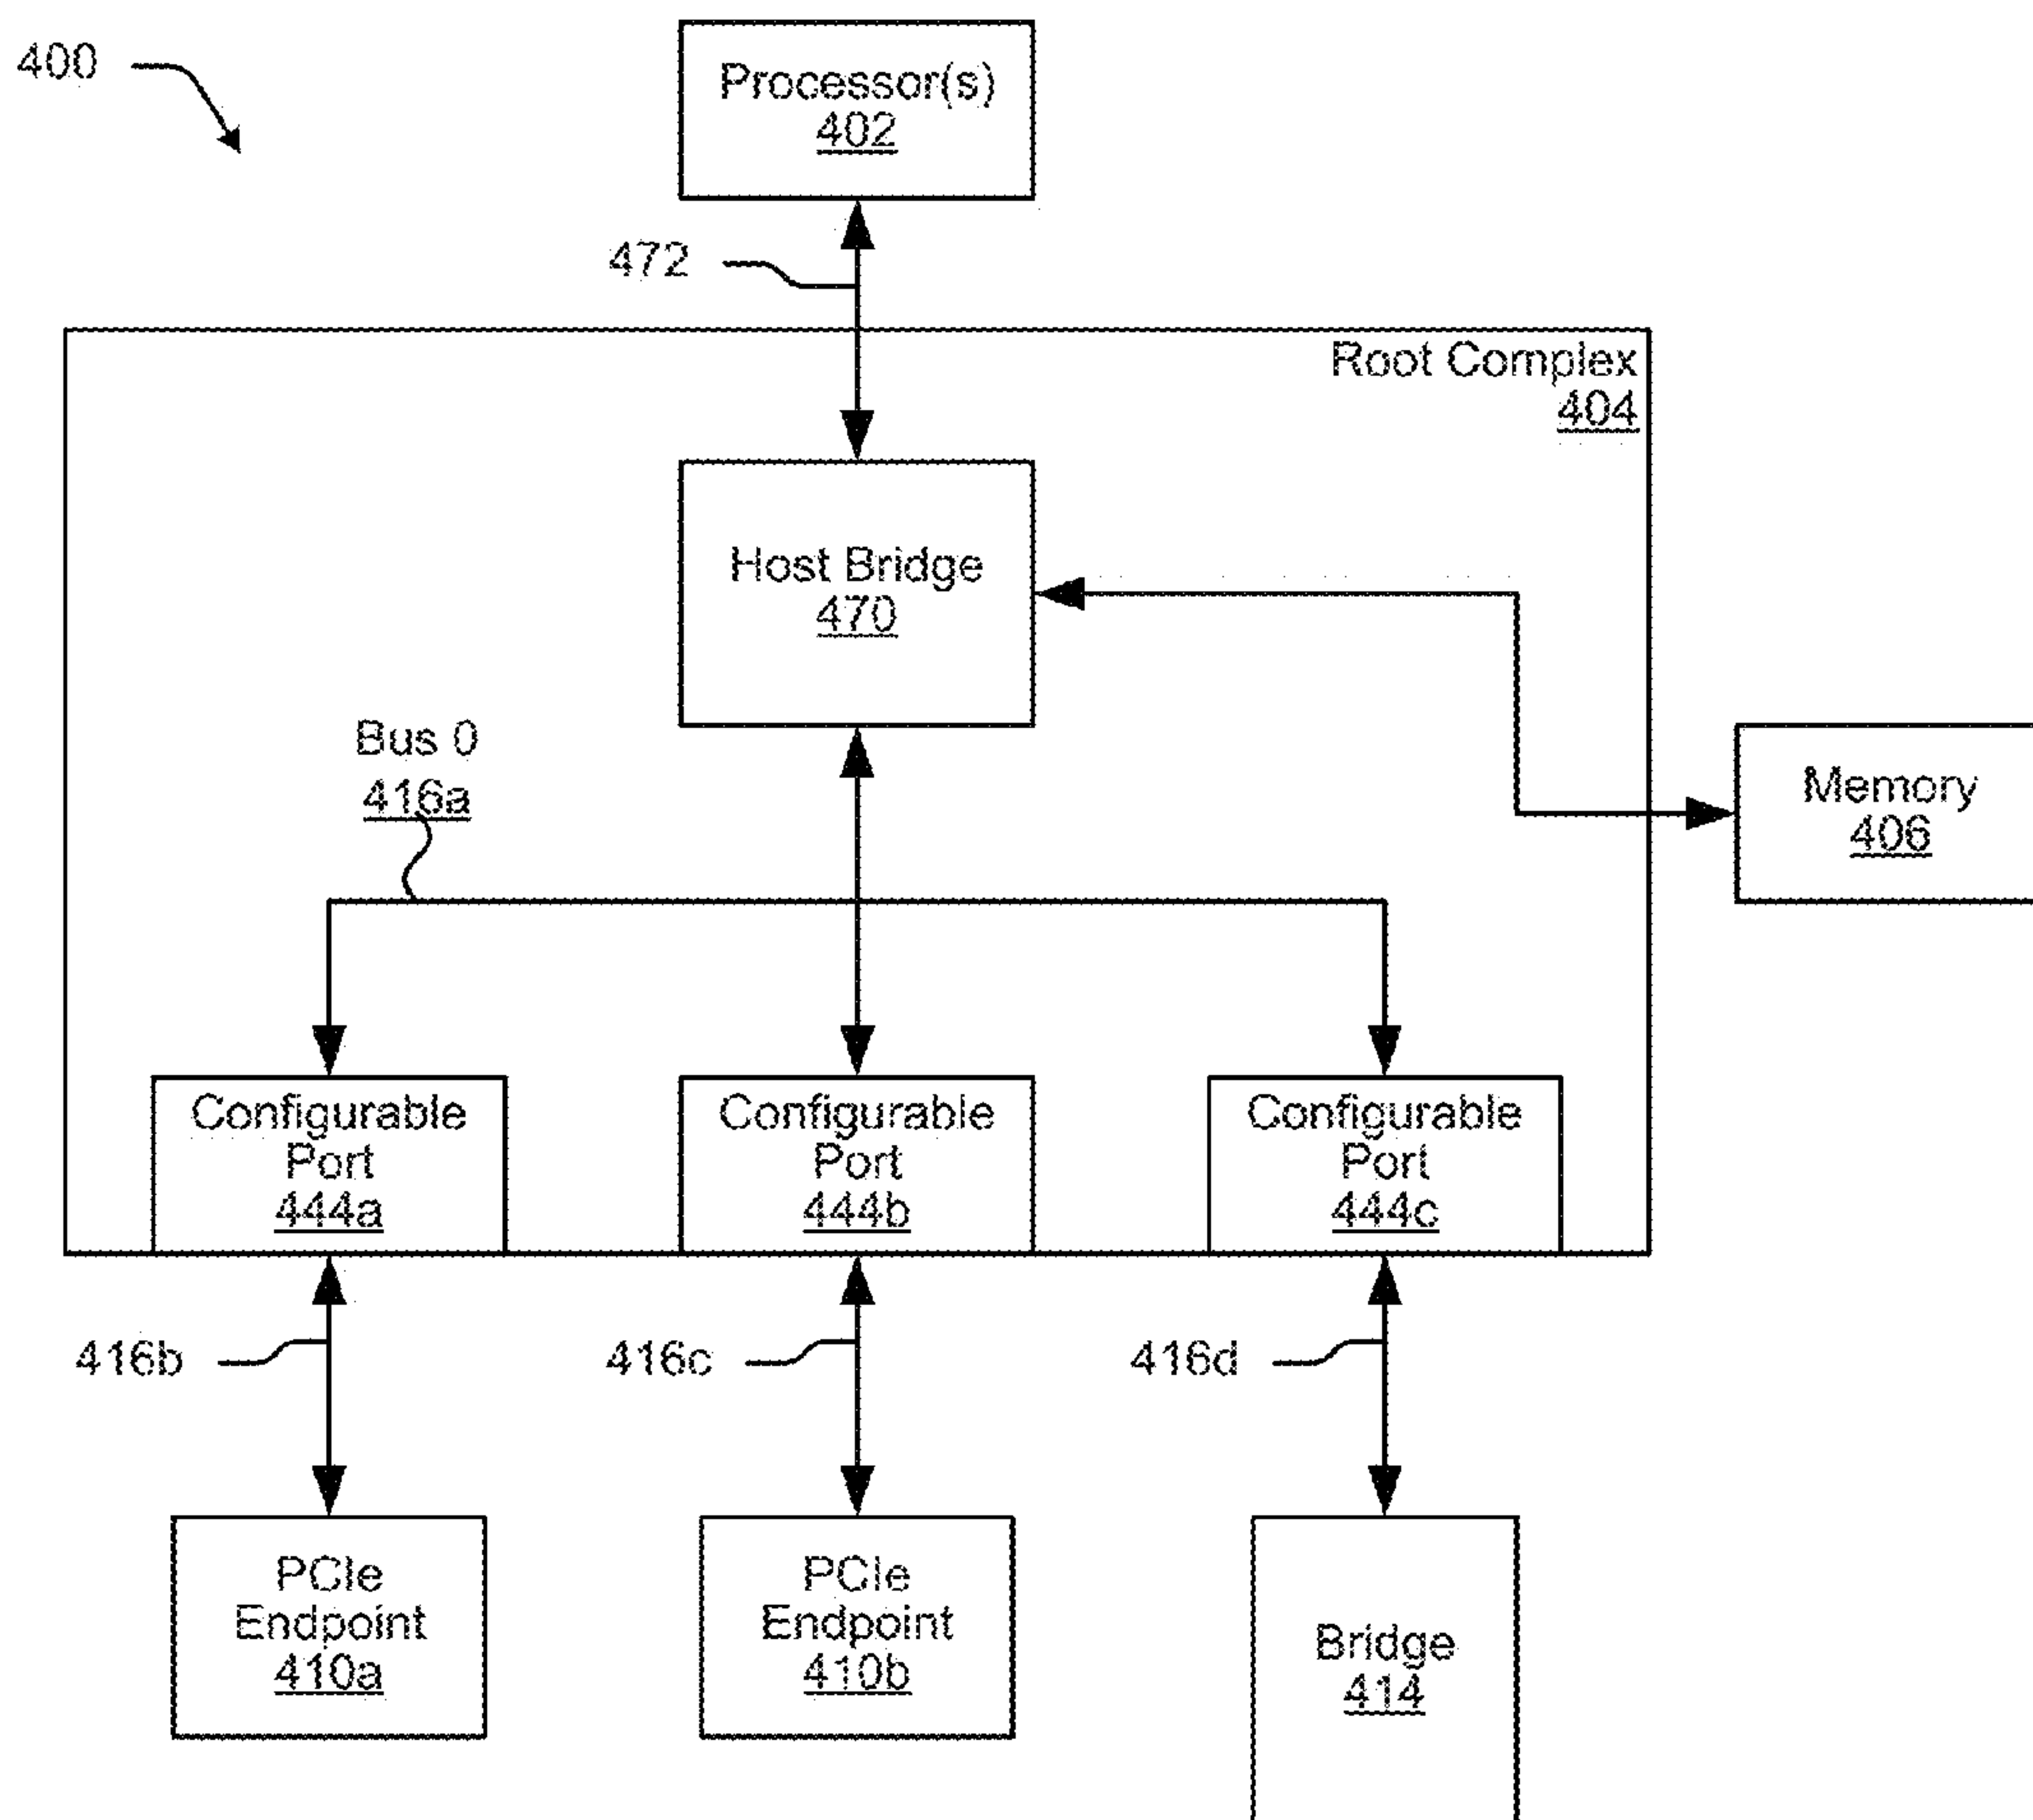 400
Processor(s)
402
472
Root Complex
404
Host Bridge
470
Bus 0
416a
Memory
406
Configurable
Port
444a
Configurable
Port
444b
Configurable
Port
444c
416b
416c
416d
PCIe
Endpoint
410a
PCIe
Endpoint
410b
Bridge
414